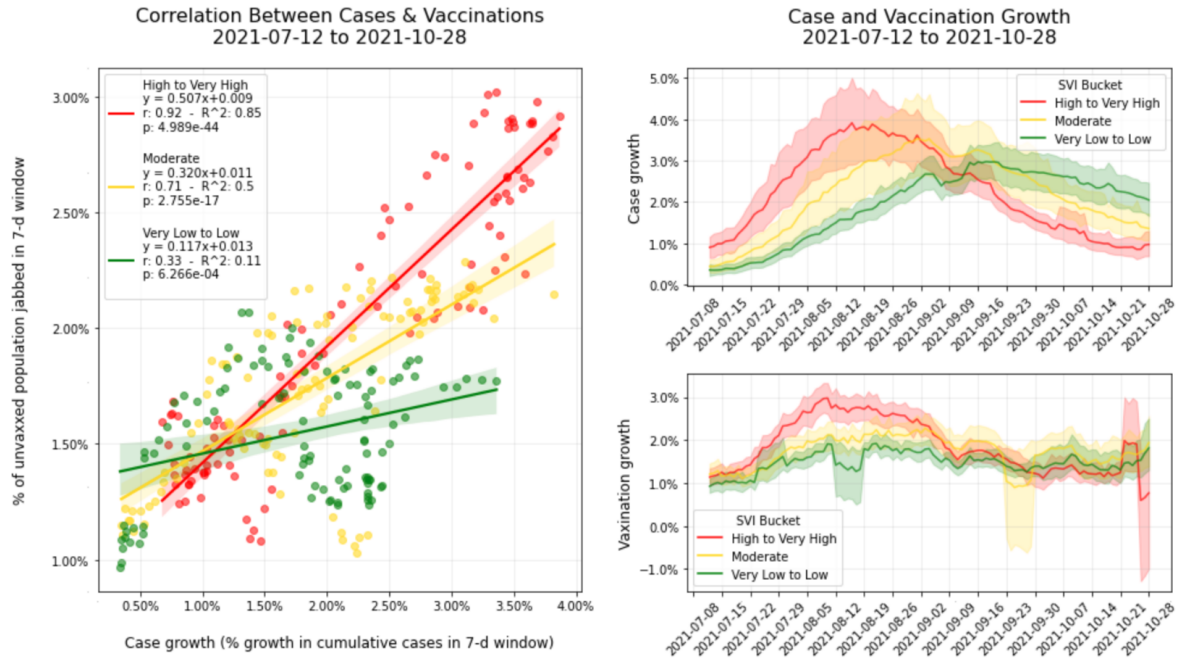 Correlation Between Cases & Vaccinations
2021-07-12 to 2021-10-28
High to Very High
y = 0.507x+0.009
r: 0.92 - R^2: 0.85
p: 4.989e-44
Moderate
y = 0.320x+0.011
r: 0.71 - R^2: 0.5
p: 2.755e-17
Very Low to Low
y = 0.117x+0.013
r: 0.33 - R^2: 0.11
p: 6.266e-04
% of unvaxxed population jabbed in 7-d window
3.00%
2.50%
2.00%
1.50%
1.00%
0.50%
1.00%
1.50%
2.00%
2.50%
3.00%
3.50%
4.00%
Case growth (% growth in cumulative cases in 7-d window)
Case and Vaccination Growth
2021-07-12 to 2021-10-28
Case growth
5.0%
4.0%
3.0%
2.0%
1.0%
0.0%
SVI Bucket
High to Very High
Moderate
Very Low to Low
2021-07-08
2021-07-15
2021-07-22
2021-07-29
2021-08-05
2021-08-12
2021-08-19
2021-08-26
2021-09-02
2021-09-09
2021-09-16
2021-09-23
2021-09-30
2021-10-07
2021-10-14
2021-10-21
2021-10-28
Vaxination growth
3.0%
2.0%
1.0%
0.0%
−1.0%
SVI Bucket
High to Very High
Moderate
Very Low to Low
2021-07-08
2021-07-15
2021-07-22
2021-07-29
2021-08-05
2021-08-12
2021-08-19
2021-08-26
2021-09-02
2021-09-09
2021-09-16
2021-09-23
2021-09-30
2021-10-07
2021-10-14
2021-10-21
2021-10-28